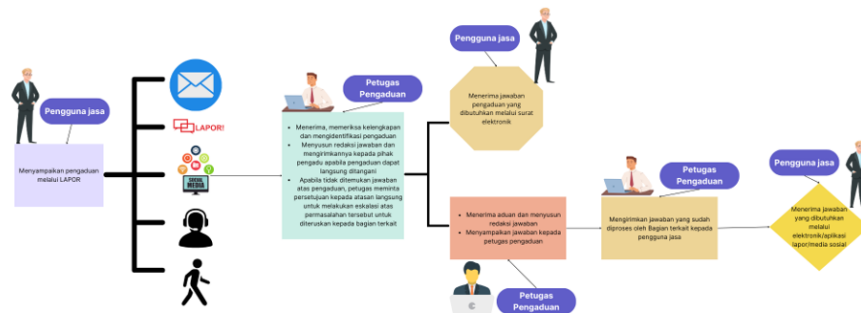 Pengguna jasa
Menyampaikan pengaduan
melalui LAPOR
LAPOR!
SOCIAL
MEDIA
Petugas
Pengaduan
Menerima, memeriksa kelengkapan
dan mengidentifikasi pengaduan
Menyusun redaksi jawaban dan
mengirimkannya kepada pihak
pengadu apabila pengaduan dapat
langsung ditangani
Apabila tidak ditemukan jawaban
atas pengaduan, petugas meminta
persetujuan kepada atasan langsung
untuk melakukan eskalasi atas
permasalahan tersebut untuk
diteruskan kepada bagian terkait
Pengguna jasa
Menerima jawaban
pengaduan yang
dibutuhkan melalui surat
elektronik
Menerima aduan dan menyusun
redaksi jawaban
Menyampaikan jawaban kepada
petugas pengaduan
Petugas
Pengaduan
Petugas
Pengaduan
Mengirimkan jawaban yang sudah
diproses oleh Bagian terkait kepada
pengguna jasa
Pengguna jasa
Menerima jawaban
yang dibutuhkan
melalui
elektronik/aplikasi
lapor/media sosial